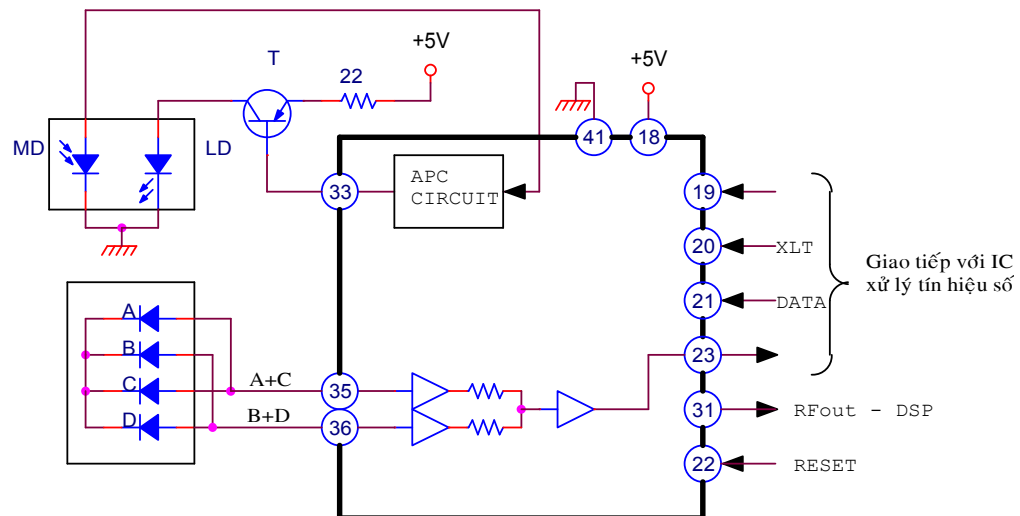 T
+5V
22
+5V
MD
LD
41
18
33
APC
CIRCUIT
19
20
XLT
21
DATA
23
Giao tiếp với IC
xử lý tín hiệu số
A
B
C
D
A+C
B+D
35
36
31
RFout - DSP
22
RESET